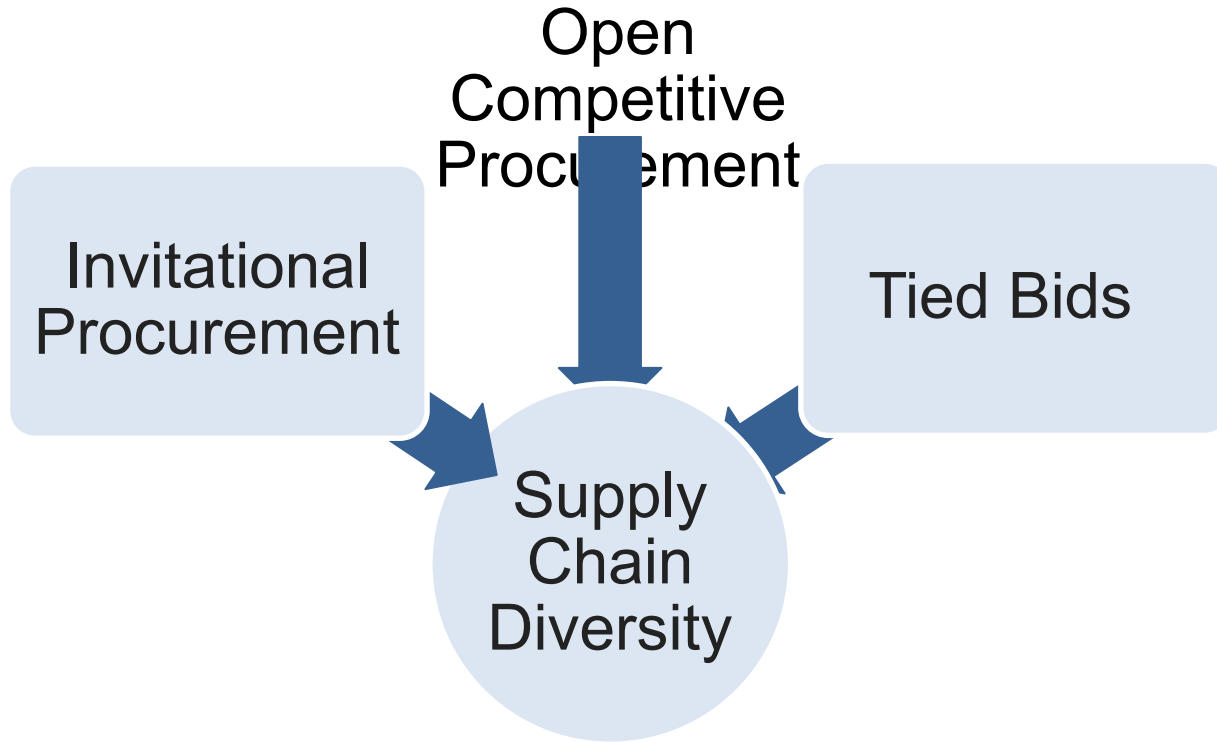 Open
Competitive
Procurement
Invitational
Procurement
Tied Bids
Supply
Chain
Diversity